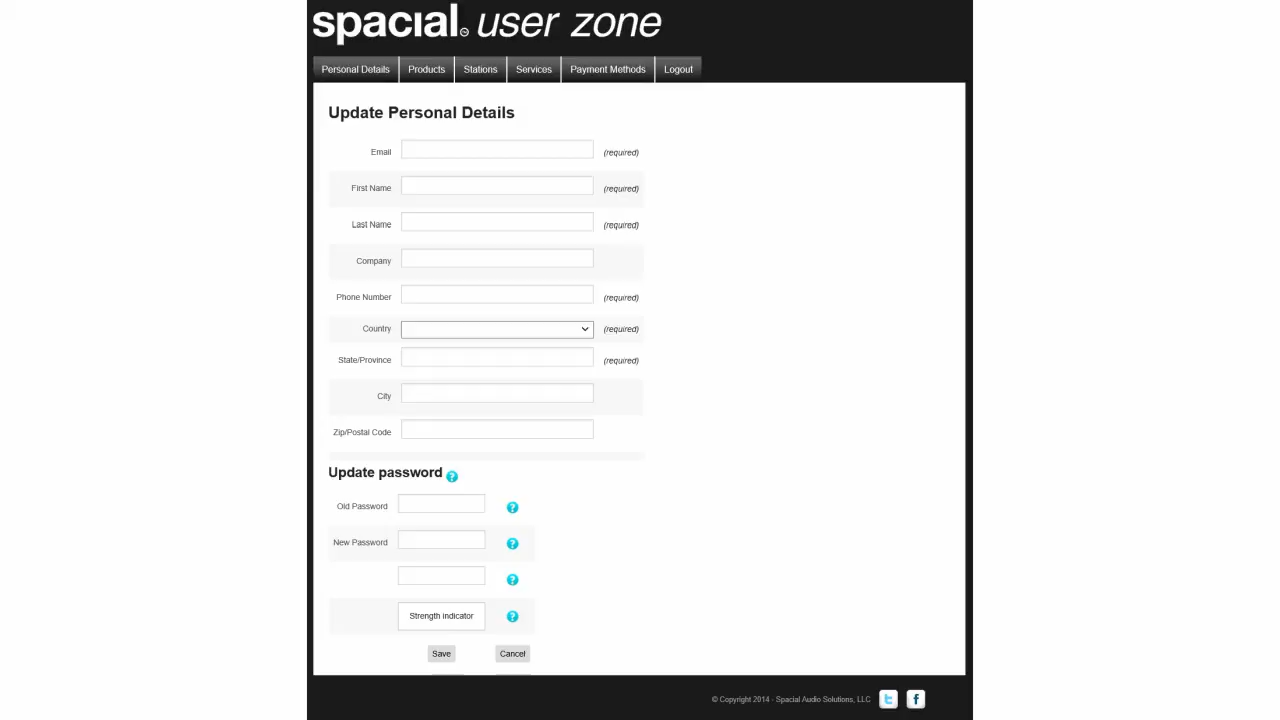 spacial user zone
Personal Details Products Stations Services Payment Methods Logout
Update Personal Details
Email (required)
First Name (required)
Last Name (required)
Company
Phone Number (required)
Country (required)
State/Province (required)
City
Zip/Postal Code
Update password ?
Old Password ?
New Password ?
?
Strength indicator ?
Save Cancel
© Copyright 2014 - Spacial Audio Solutions, LLC